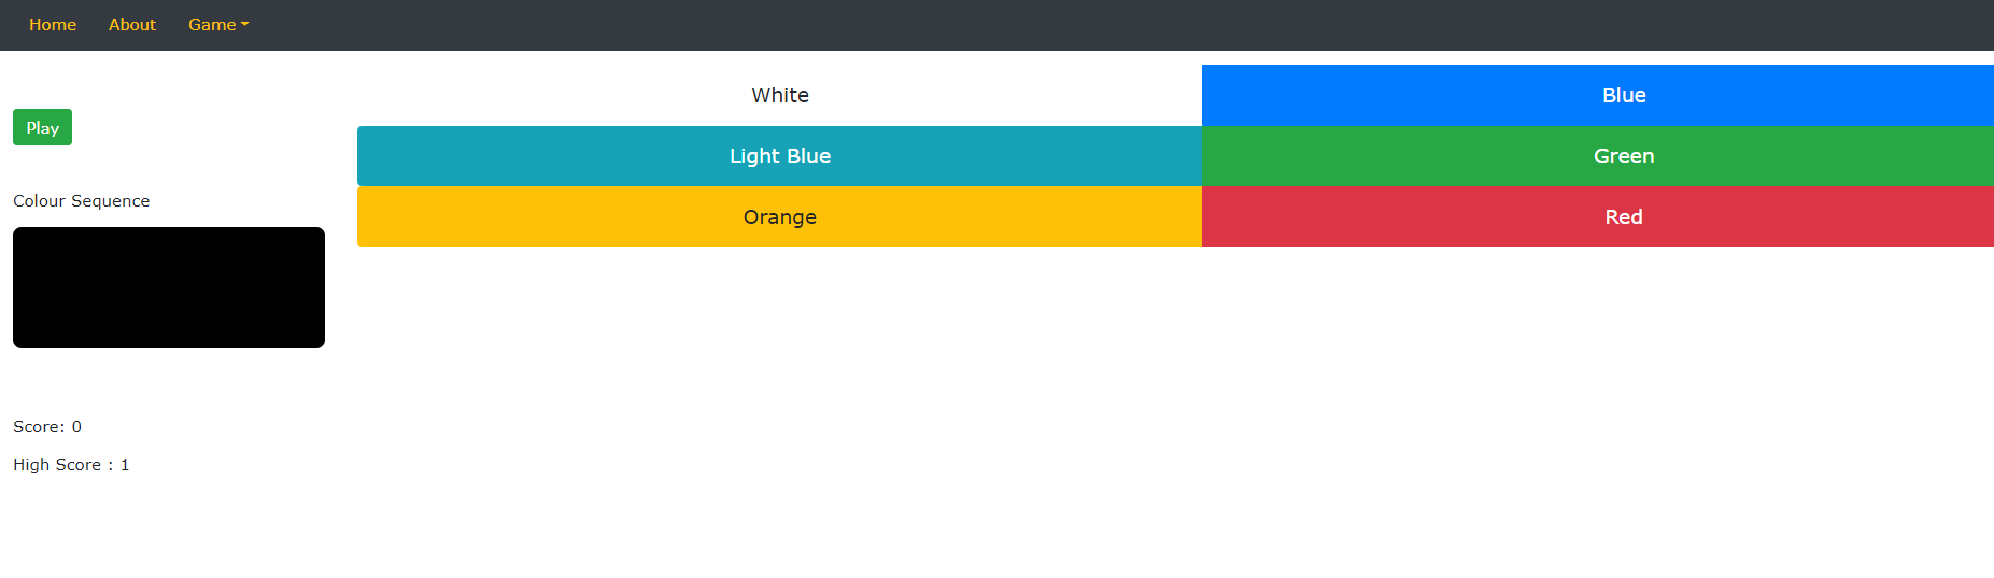 Home About Game
Play
Colour Sequence
Score: 0
High Score : 1
White Blue
Light Blue Green
Orange Red